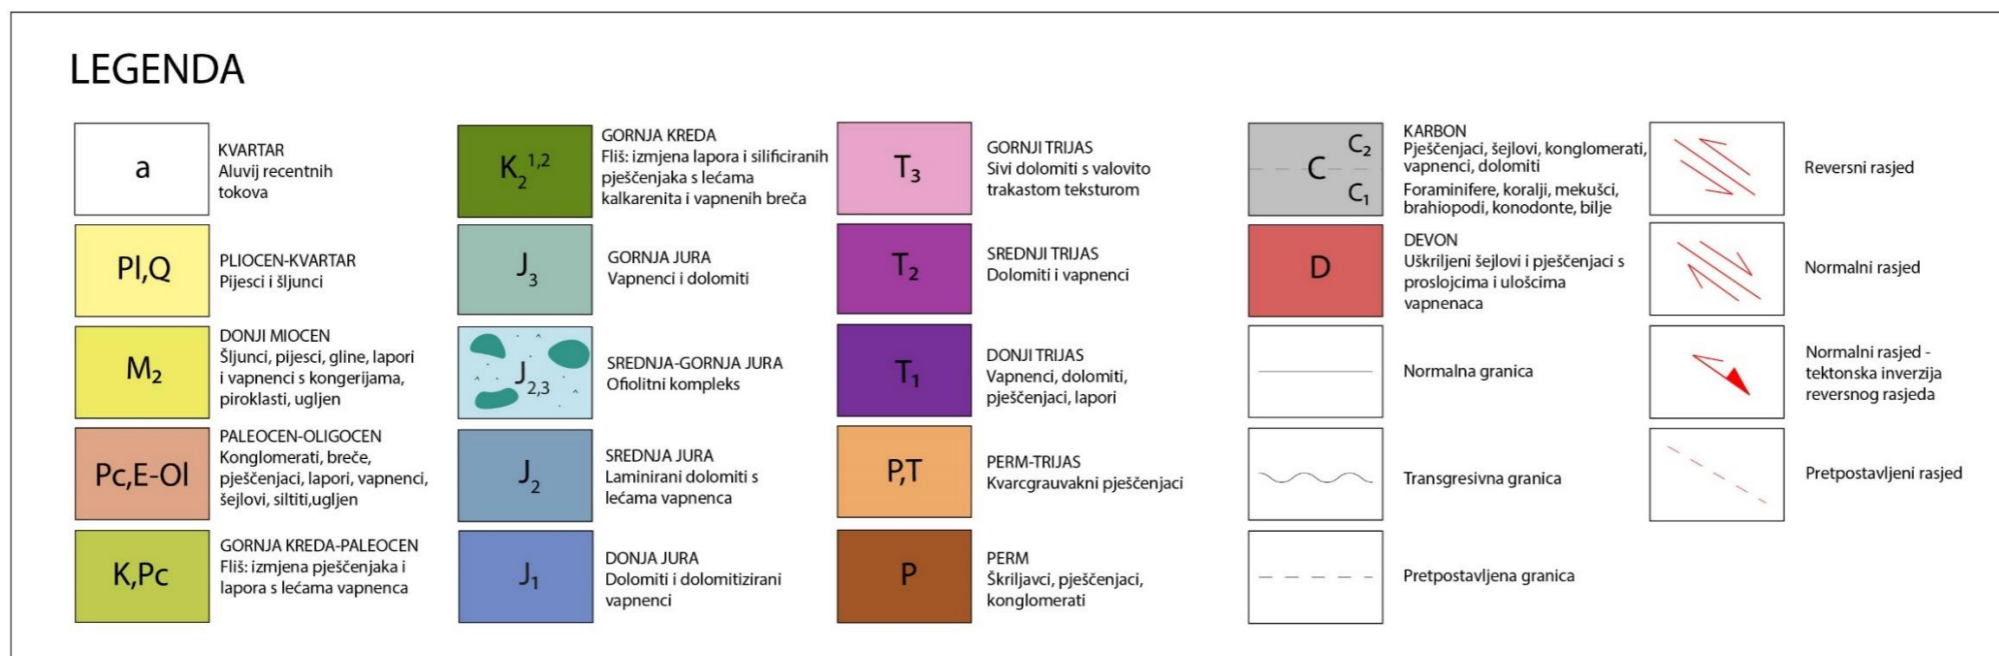 LEGENDA
a
KVARTAR
Aluvij recentnih
tokova
Pl,Q
PLIOCEN-KVARTAR
Pijesci i šljunci
M₂
DONJI MIOCEN
Šljunci, pijesci, gline, lapori
i vapnenci s kongerijama,
piroklasti, ugljen
Pc,E-Ol
PALEOCEN-OLIGOCEN
Konglomerati, breče,
pješčenjaci, lapori, vapnenci,
šejlovi, siltiti,ugljen
K,Pc
GORNJA KREDA-PALEOCEN
Fliš: izmjena pješčenjaka i
lapora s lećama vapnenca
K₂¹,²
GORNJA KREDA
Fliš: izmjena lapora i silificiranih
pješčenjaka s lećama
kalkarenita i vapnenih breča
J₃
GORNJA JURA
Vapnenci i dolomiti
J₂,₃
SREDNJA-GORNJA JURA
Ofiolitni kompleks
J₂
SREDNJA JURA
Laminirani dolomiti s
lećama vapnenca
J₁
DONJA JURA
Dolomiti i dolomitizirani
vapnenci
T₃
GORNJI TRIJAS
Sivi dolomiti s valovito
trakastom teksturom
T₂
SREDNJI TRIJAS
Dolomiti i vapnenci
T₁
DONJI TRIJAS
Vapnenci, dolomiti,
pješčenjaci, lapori
P,T
PERM-TRIJAS
Kvarcgrauvakni pješčenjaci
P
PERM
Škriljavci, pješčenjaci,
konglomerati
C₂
C
C₁
KARBON
Pješčenjaci, šejlovi, konglomerati,
vapnenci, dolomiti
Foraminifere, koralji, mekušci,
brahiopodi, konodonte, bilje
D
DEVON
Uškriljeni šejlovi i pješčenjaci s
proslojcima i ulošcima
vapnenaca
Normalna granica
Transgresivna granica
Pretpostavljena granica
Reversni rasjed
Normalni rasjed
Normalni rasjed -
tektonska inverzija
reversnog rasjeda
Pretpostavljeni rasjed